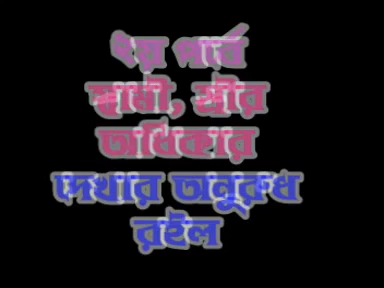 ২য় পার্বে
স্বামী, স্ত্রীর
অধিকার
দেখার অনুরুধ
রইল